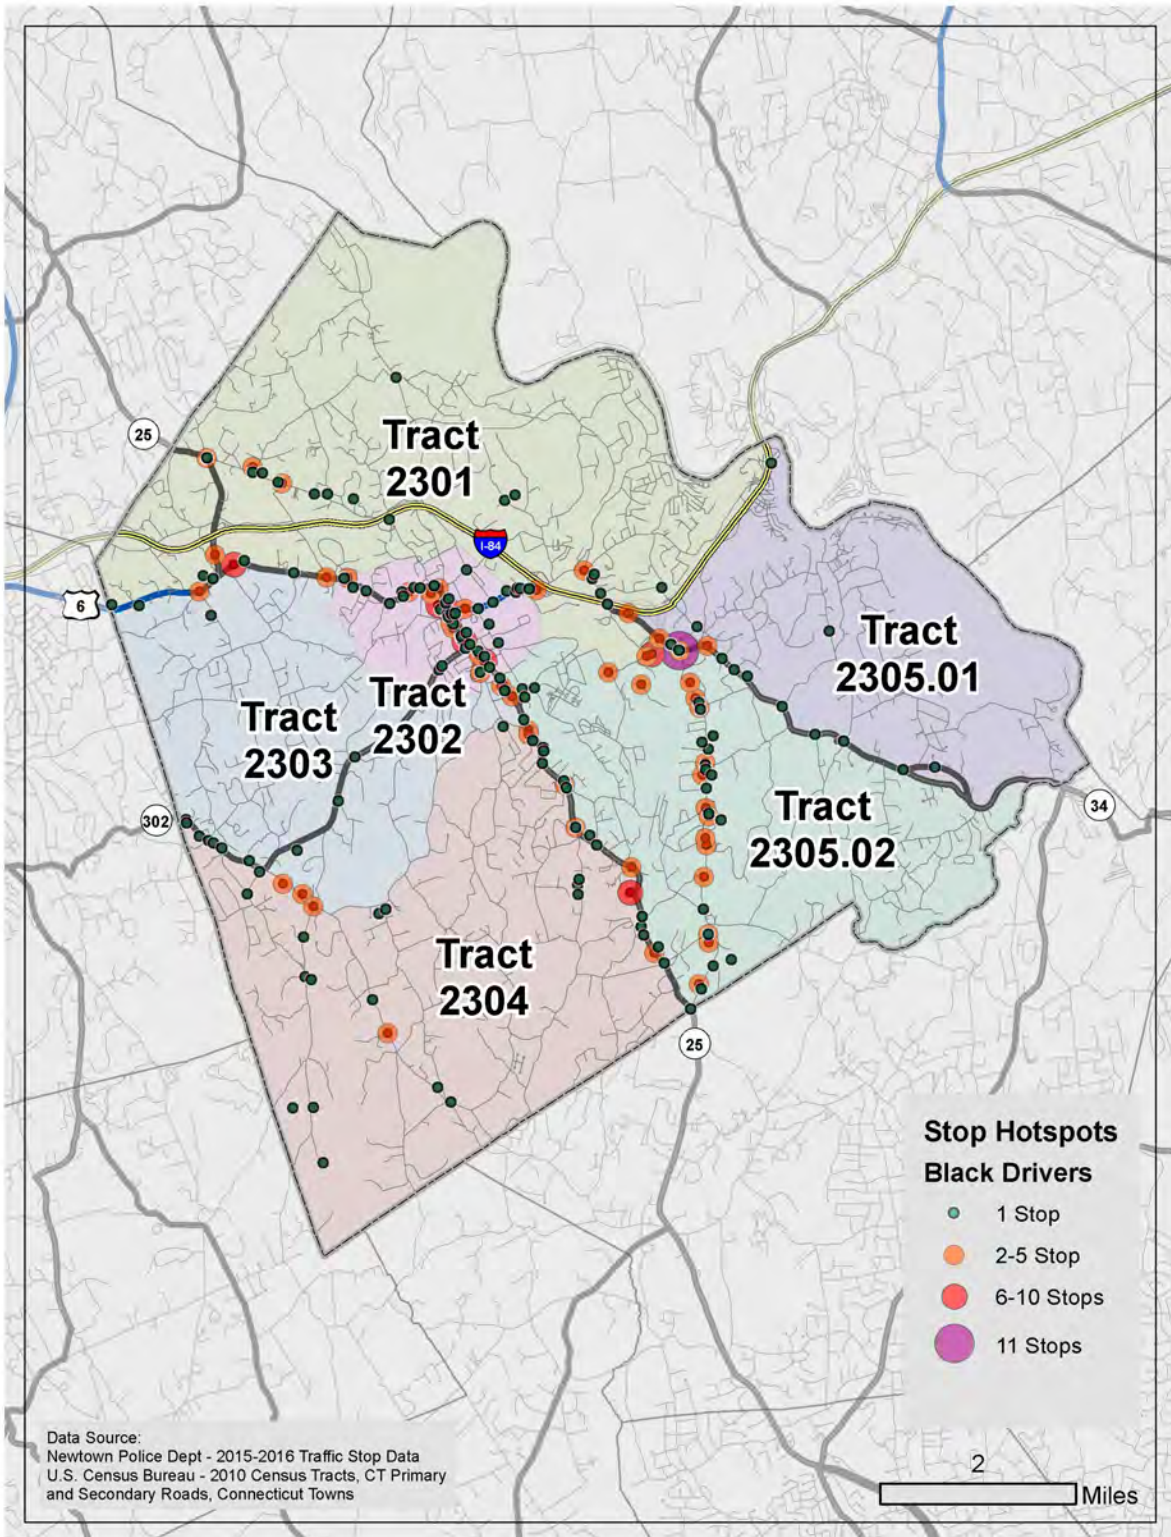 25
Tract
2301
I-84
6
Tract
2305.01
Tract
2302
Tract
2303
302
34
Tract
2305.02
Tract
2304
25
Stop Hotspots
Black Drivers
1 Stop
2-5 Stop
6-10 Stops
11 Stops
Data Source:
Newtown Police Dept - 2015-2016 Traffic Stop Data
U.S. Census Bureau - 2010 Census Tracts, CT Primary
and Secondary Roads, Connecticut Towns
2
Miles